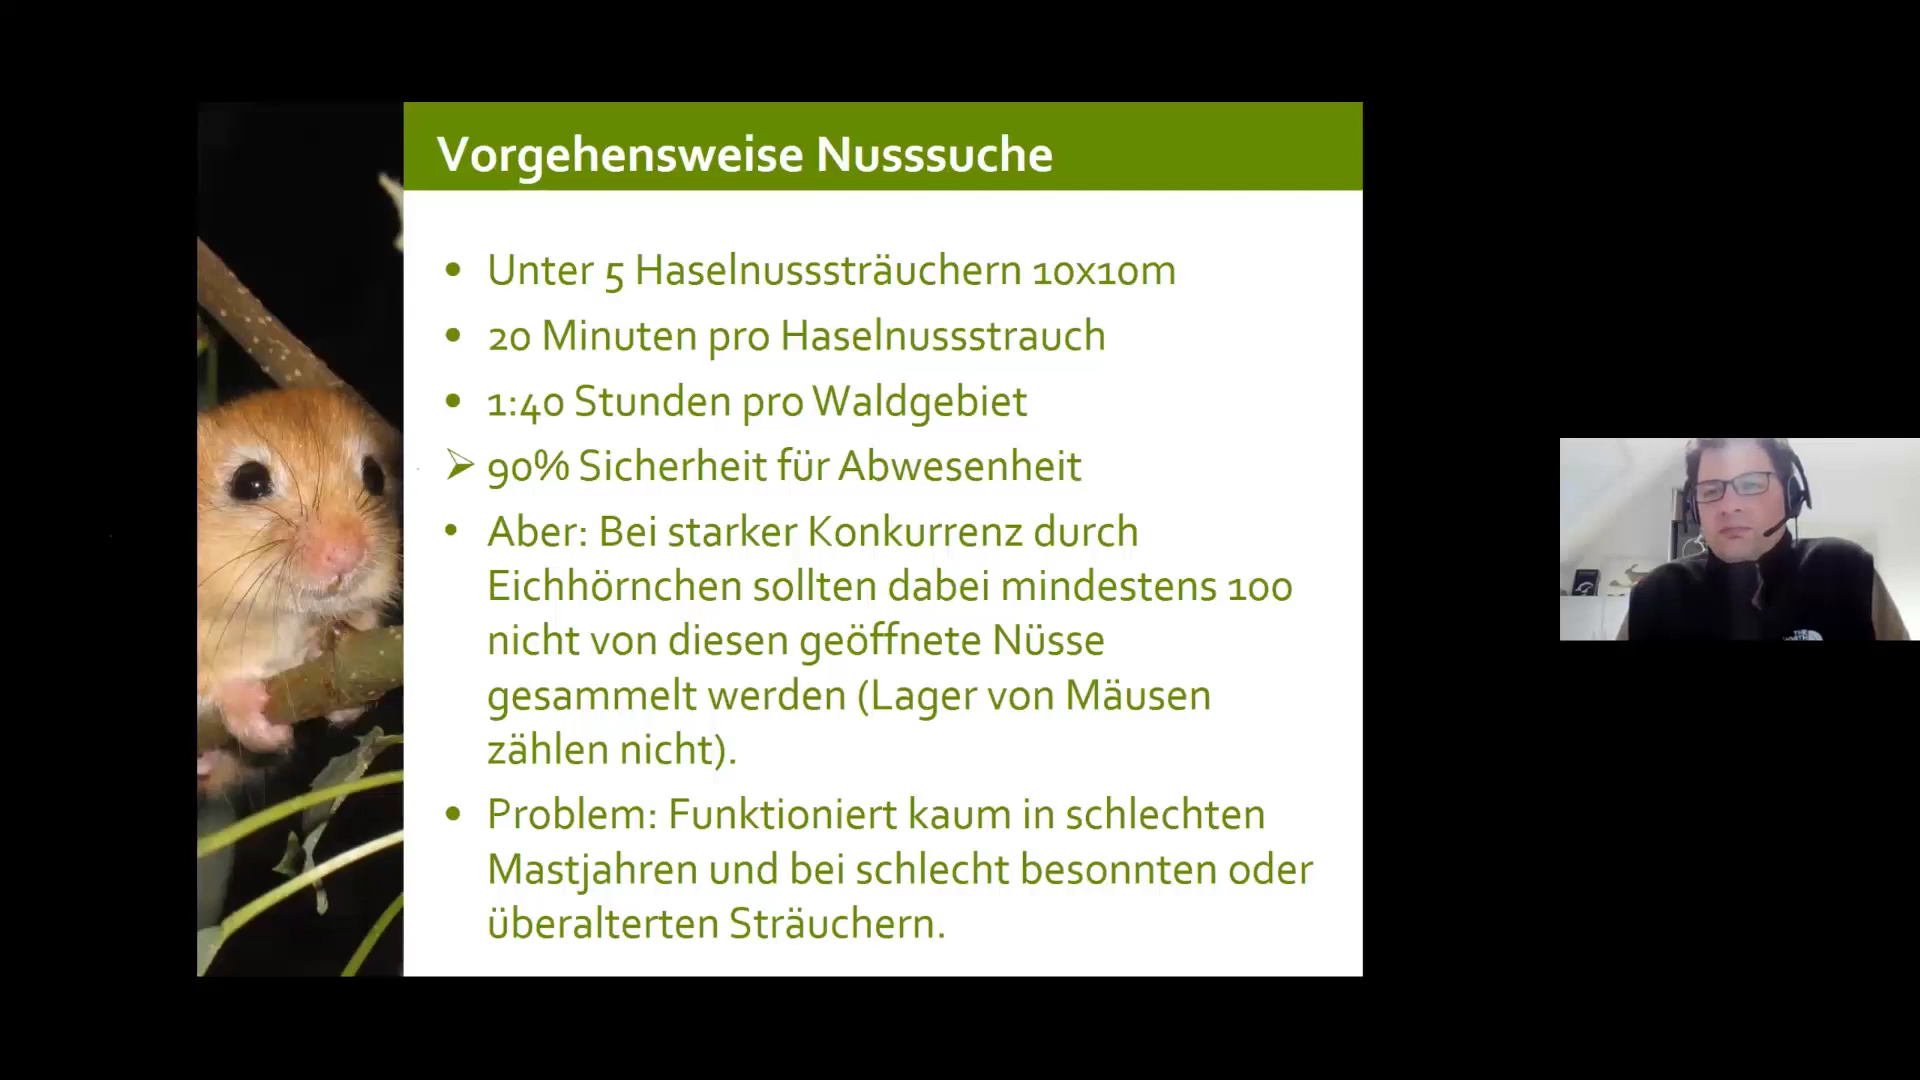 Vorgehensweise Nusssuche
• Unter 5 Haselnusssträuchern 10x10m
• 20 Minuten pro Haselnussstrauch
• 1:40 Stunden pro Waldgebiet
➢ 90% Sicherheit für Abwesenheit
• Aber: Bei starker Konkurrenz durch
Eichhörnchen sollten dabei mindestens 100
nicht von diesen geöffnete Nüsse
gesammelt werden (Lager von Mäusen
zählen nicht).
• Problem: Funktioniert kaum in schlechten
Mastjahren und bei schlecht besonnten oder
überalterten Sträuchern.